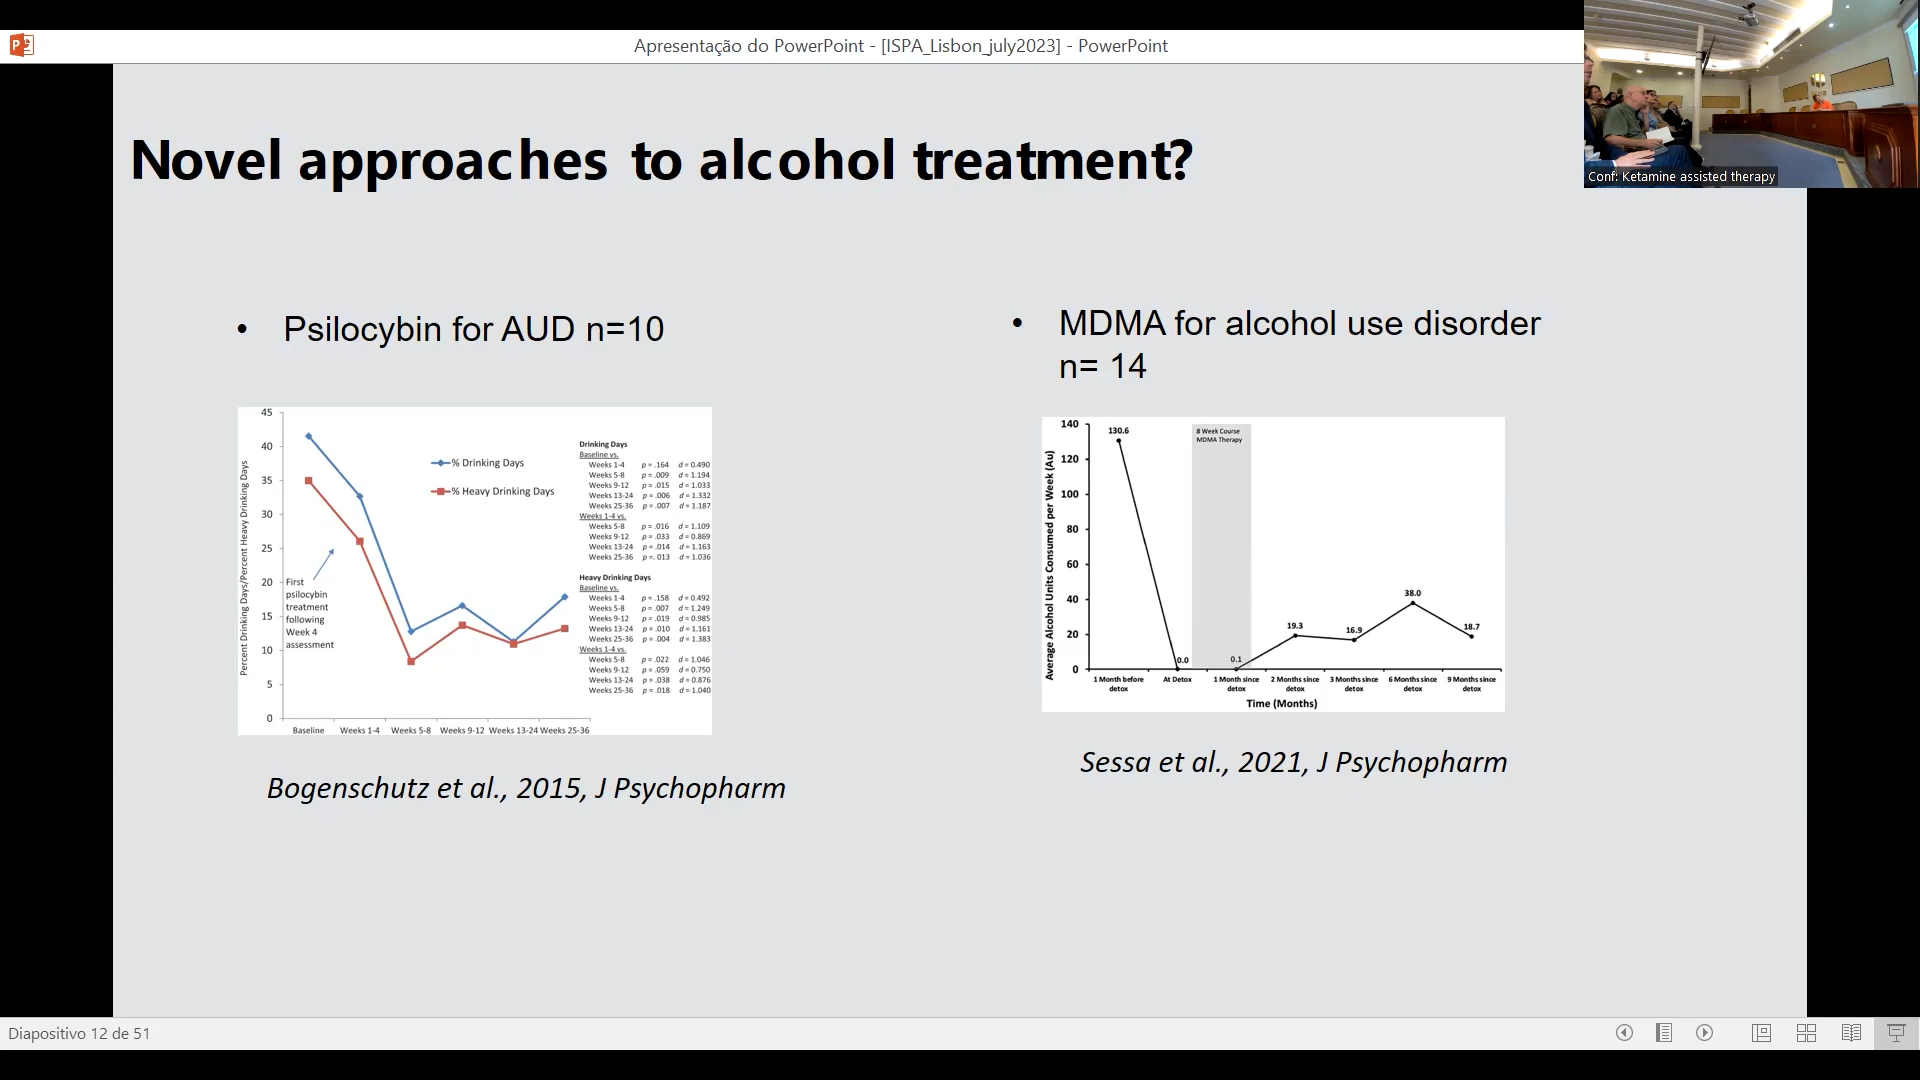 Apresentação do PowerPoint - [ISPA_Lisbon_july2023] - PowerPoint
Conf: Ketamine assisted therapy
Novel approaches to alcohol treatment?
• Psilocybin for AUD n=10
Percent Drinking Days/Percent Heavy Drinking Days
45
40
35
30
25
20
15
10
5
0
% Drinking Days
% Heavy Drinking Days
First
psilocybin
treatment
following
Week 4
assessment
Baseline Weeks 1-4 Weeks 5-8 Weeks 9-12 Weeks 13-24 Weeks 25-36
Drinking Days
Baseline vs.
Weeks 1-4 p = .164 d = 0.490
Weeks 5-8 p = .009 d = 1.194
Weeks 9-12 p = .015 d = 1.033
Weeks 13-24 p = .006 d = 1.332
Weeks 25-36 p = .007 d = 1.187
Weeks 1-4 vs.
Weeks 5-8 p = .016 d = 1.109
Weeks 9-12 p = .033 d = 0.869
Weeks 13-24 p = .014 d = 1.163
Weeks 25-36 p =. 013 d = 1.036
Heavy Drinking Days
Baseline vs.
Weeks 1-4 p = .158 d = 0.492
Weeks 5-8 p = .007 d = 1.249
Weeks 9-12 p = .019 d = 0.985
Weeks 13-24 p = .010 d = 1.161
Weeks 25-36 p = .004 d = 1.383
Weeks 1-4 vs.
Weeks 5-8 p = .022 d = 1.046
Weeks 9-12 p = .059 d = 0.750
Weeks 13-24 p = .038 d = 0.876
Weeks 25-36 p = .018 d = 1.040
Bogenschutz et al., 2015, J Psychopharm
• MDMA for alcohol use disorder
n= 14
Average Alcohol Units Consumed per Week (Au)
140
120
100
80
60
40
20
0
8 Week Course
MDMA Therapy
130.6
0.0
0.1
19.3
16.9
38.0
18.7
1 Month before detox At Detox 1 Month since detox 2 Months since detox 3 Months since detox 6 Months since detox 9 Months since detox
Time (Months)
Sessa et al., 2021, J Psychopharm
Diapositivo 12 de 51